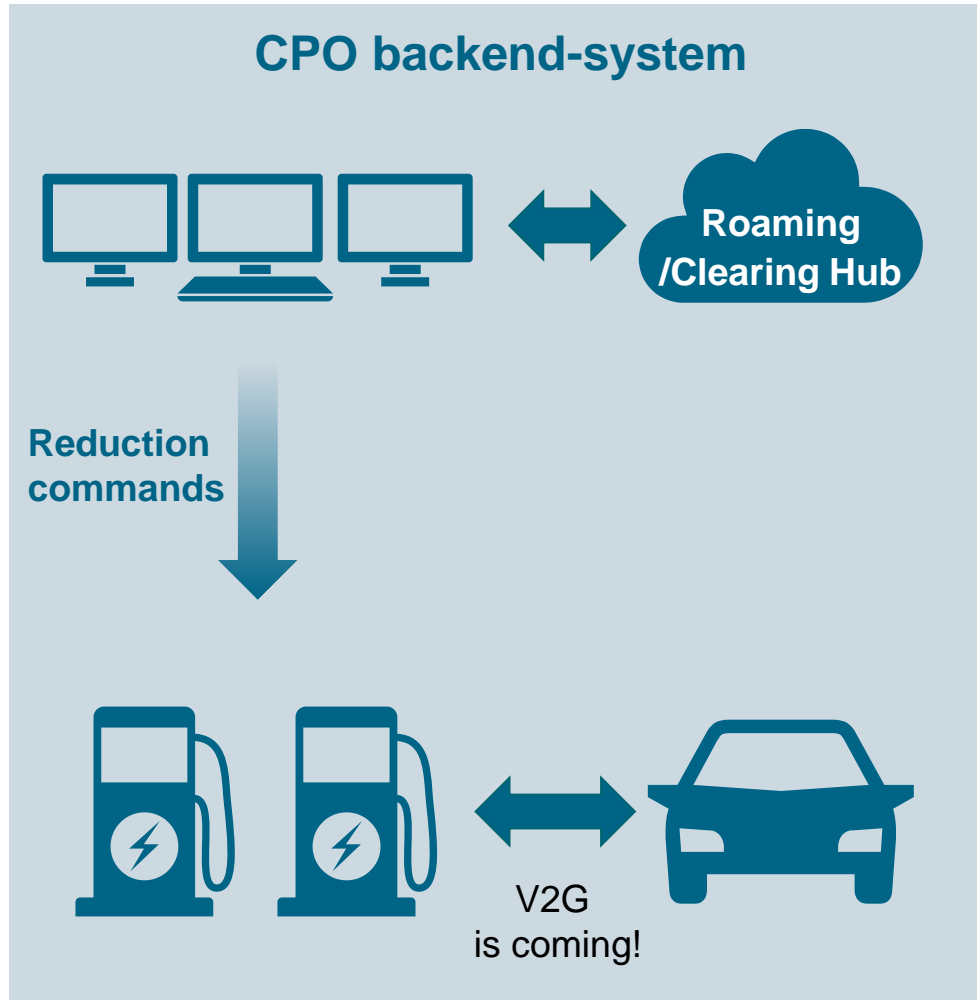 CPO backend-system
Roaming
/Clearing Hub
Reduction
commands
V2G
is coming!